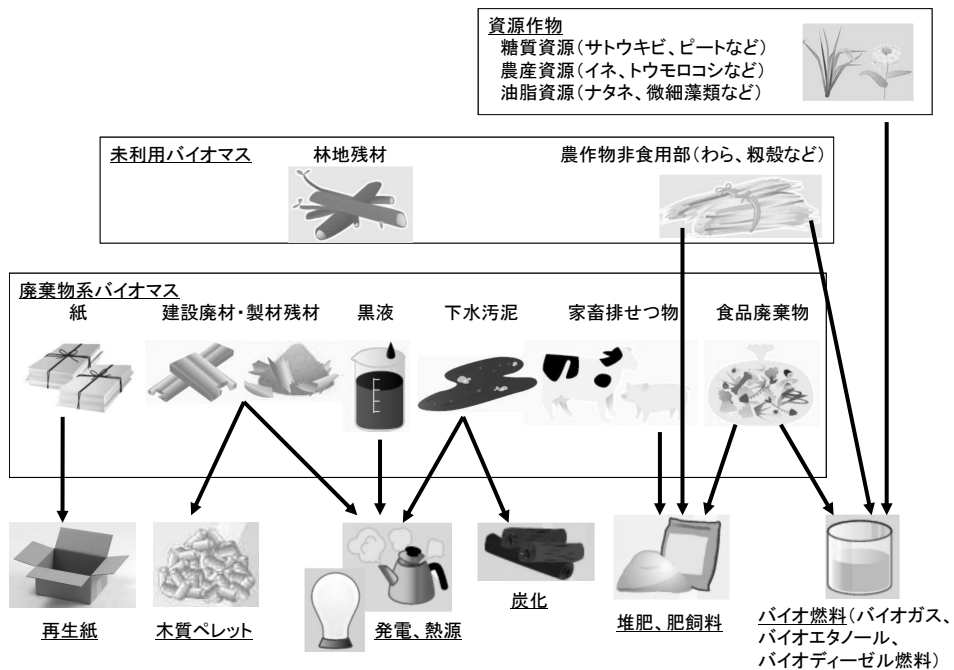 資源作物
糖質資源(サトウキビ、ピートなど)
農産資源(イネ、トウモロコシなど)
油脂資源(ナタネ、微細藻類など)
未利用バイオマス
林地残材
農作物非食用部(わら、籾殻など)
廃棄物系バイオマス
紙
建設廃材・製材残材
黒液
下水汚泥
家畜排せつ物
食品廃棄物
再生紙
木質ペレット
発電、熱源
炭化
堆肥、肥飼料
バイオ燃料(バイオガス、
バイオエタノール、
バイオディーゼル燃料)